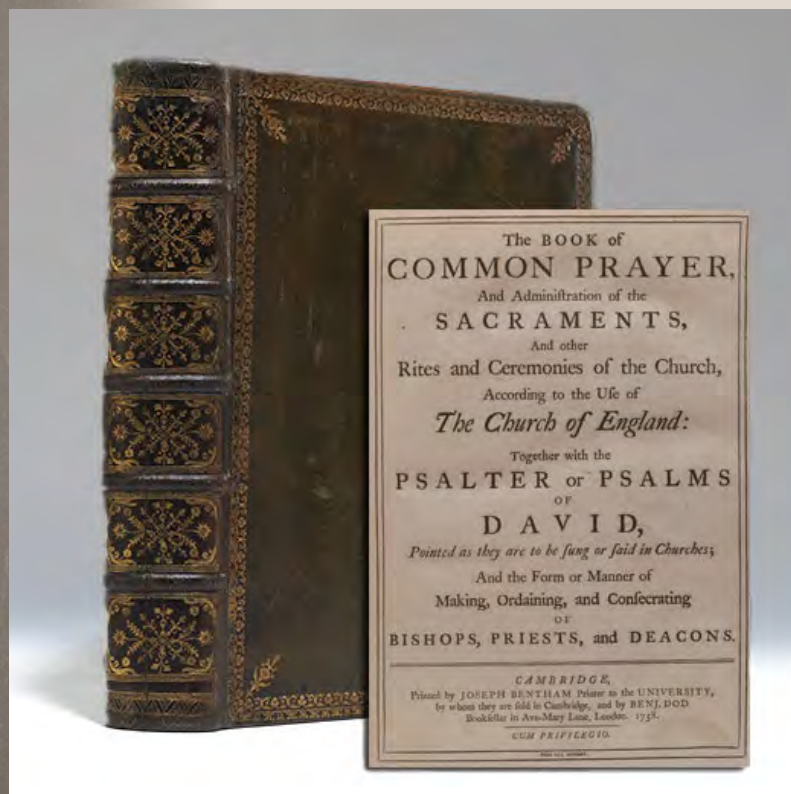 The BOOK of
COMMON PRAYER,
And Adminiſtration of the
SACRAMENTS,
And other
Rites and Ceremonies of the Church,
According to the Uſe of
The Church of England:
Together with the
PSALTER or PSALMS
OF
DAVID,
Pointed as they are to be ſung or ſaid in Churches;
And the Form or Manner of
Making, Ordaining, and Conſecrating
OF
BISHOPS, PRIESTS, and DEACONS.
CAMBRIDGE,
Printed by JOSEPH BENTHAM Printer to the UNIVERSITY,
by whom they are ſold in Cambridge, and by BENJ. DOD
Bookſeller in Ave-Mary Lane, London. 1758.
CUM PRIVILEGIO.